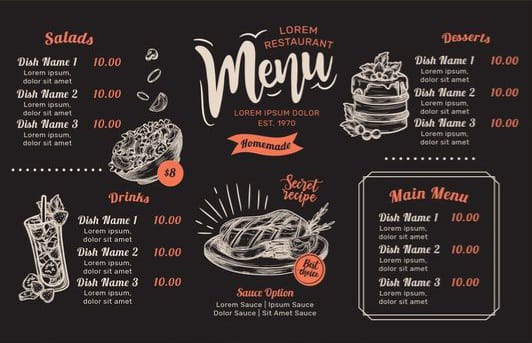 Salads
Dish Name 1 10.00
Lorem ipsum,
dolor sit amet
Dish Name 2 10.00
Lorem ipsum,
dolor sit amet
Dish Name 3 10.00
Lorem ipsum,
dolor sit amet
$8
LOREM
RESTAURANT
Menu
LOREM IPSUM DOLOR
EST. 1970
Homemade
Desserts
Dish Name 1 10.00
Lorem ipsum,
dolor sit amet
Dish Name 2 10.00
Lorem ipsum,
dolor sit amet
Dish Name 3 10.00
Lorem ipsum,
dolor sit amet
Drinks
Dish Name 1 10.00
Lorem ipsum,
dolor sit amet
Dish Name 2 10.00
Lorem ipsum,
dolor sit amet
Dish Name 3 10.00
Lorem ipsum,
dolor sit amet
Secret
recipe
Best
choice
Sauce Option
Lorem Sauce | Ipsum Sauce
Dolor Sauce | Sit Amet Sauce
Main Menu
Dish Name 1 10.00
Lorem ipsum,
dolor sit amet
Dish Name 2 10.00
Lorem ipsum,
dolor sit amet
Dish Name 3 10.00
Lorem ipsum,
dolor sit amet